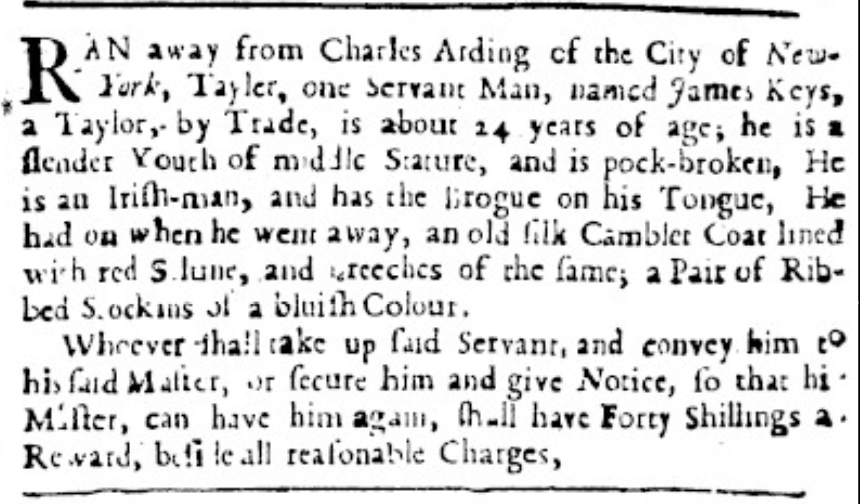 RAN away from Charles Arding of the City of New-
York, Tayler, one Servant Man, named James Keys,
a Taylor, by Trade, is about 24 years of age; he is a
ſlender Youth of middle Stature, and is pock-broken, He
is an Iriſh-man, and has the Brogue on his Tongue, He
had on when he went away, an old ſilk Camblet Coat lined
with red S.lune, and Breeches of the ſame; a Pair of Rib-
bed Stockins of a bluiſh Colour.
Whoever ſhall take up ſaid Servant, and convey him to
his ſaid Maſter, or ſecure him and give Notice, ſo that his
Maſter, can have him again, ſhall have Forty Shillings a
Reward, beſide all reaſonable Charges,